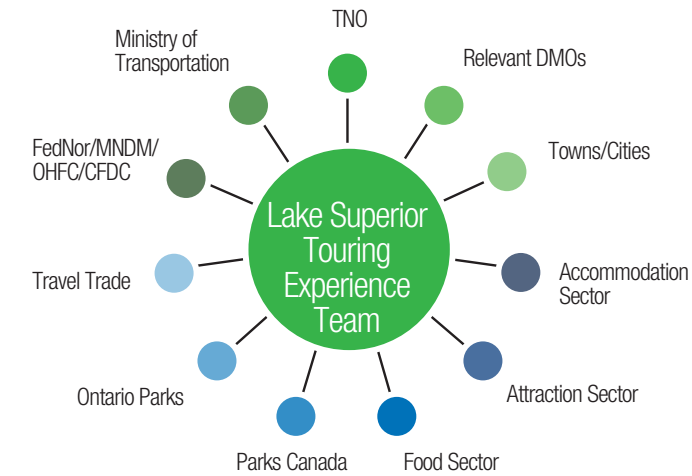 TNO
Ministry of
Transportation
Relevant DMOs
FedNor/MNDM/
OHFC/CFDC
Towns/Cities
Lake Superior
Touring
Experience
Team
Travel Trade
Accommodation
Sector
Ontario Parks
Attraction Sector
Parks Canada
Food Sector